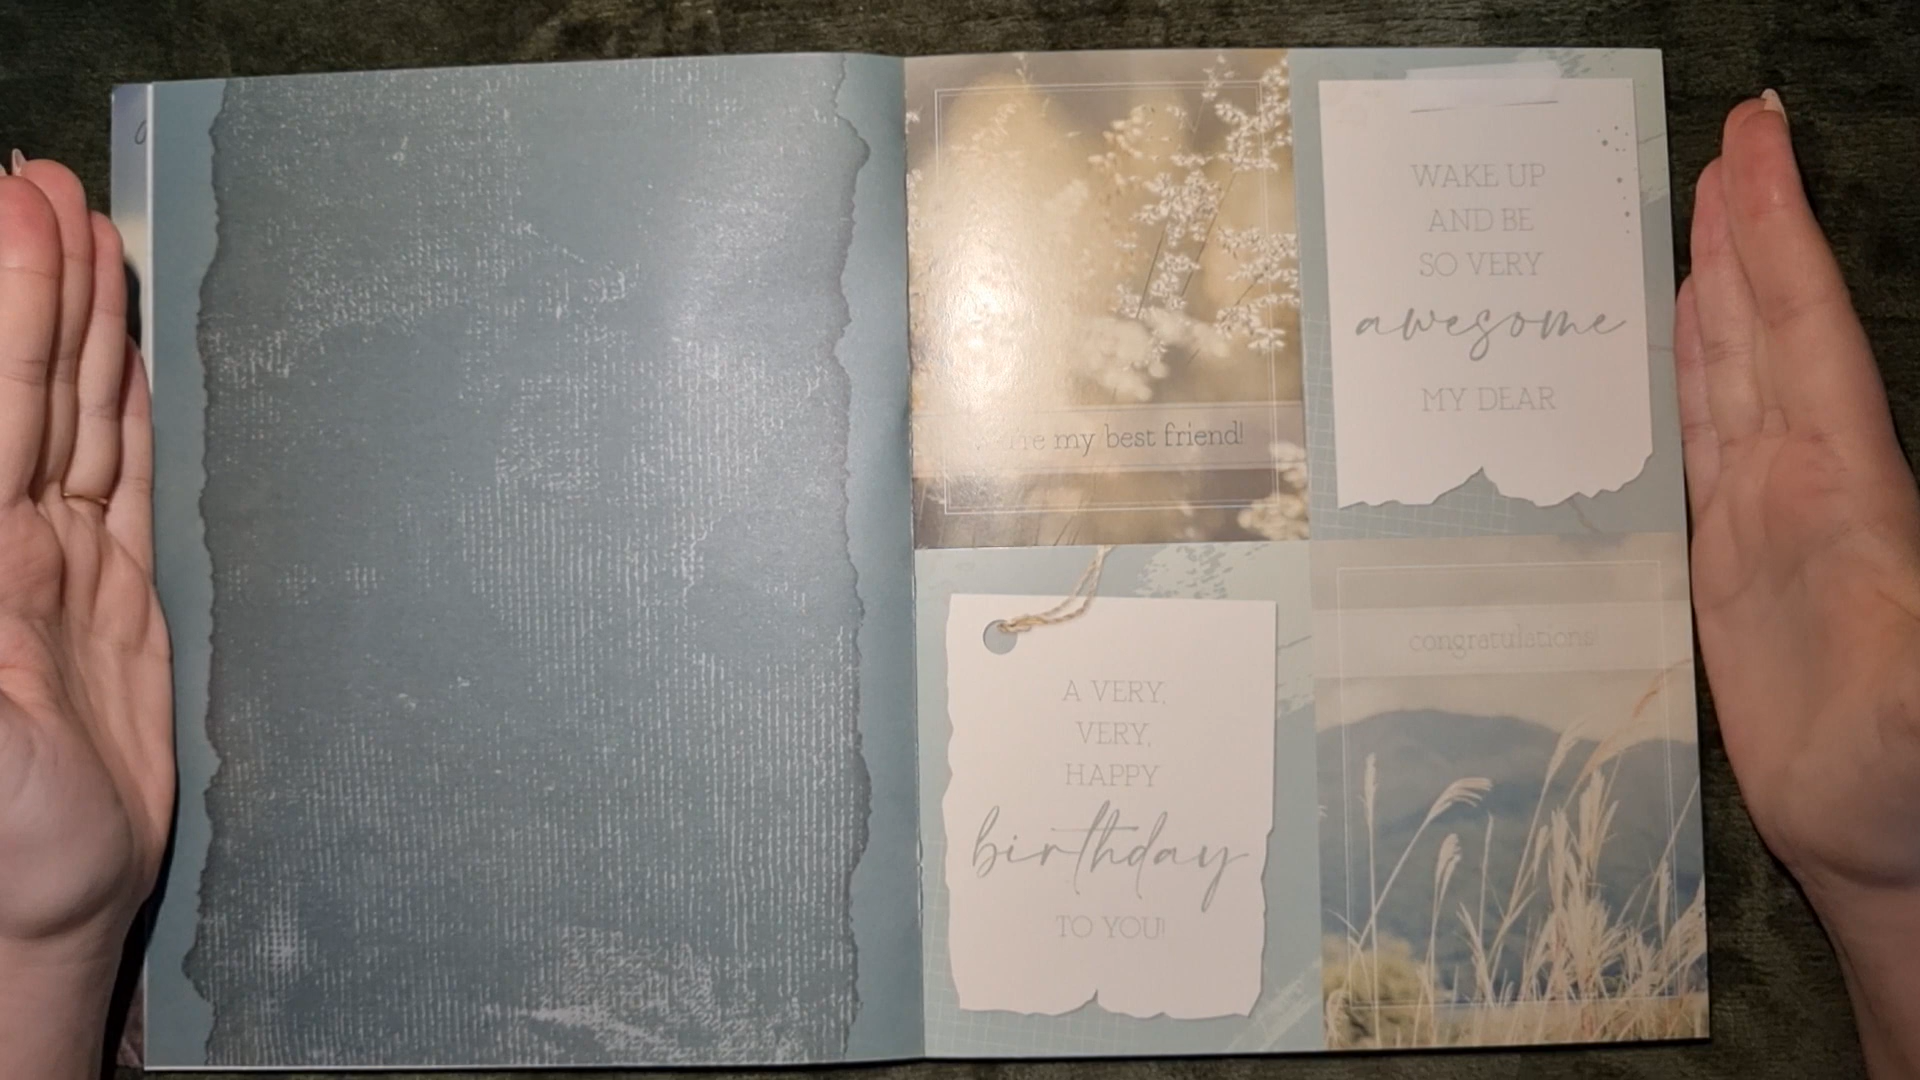 my best friend!
WAKE UP
AND BE
SO VERY
awesome
MY DEAR
A VERY,
VERY,
HAPPY
birthday
TO YOU!
congratulations!